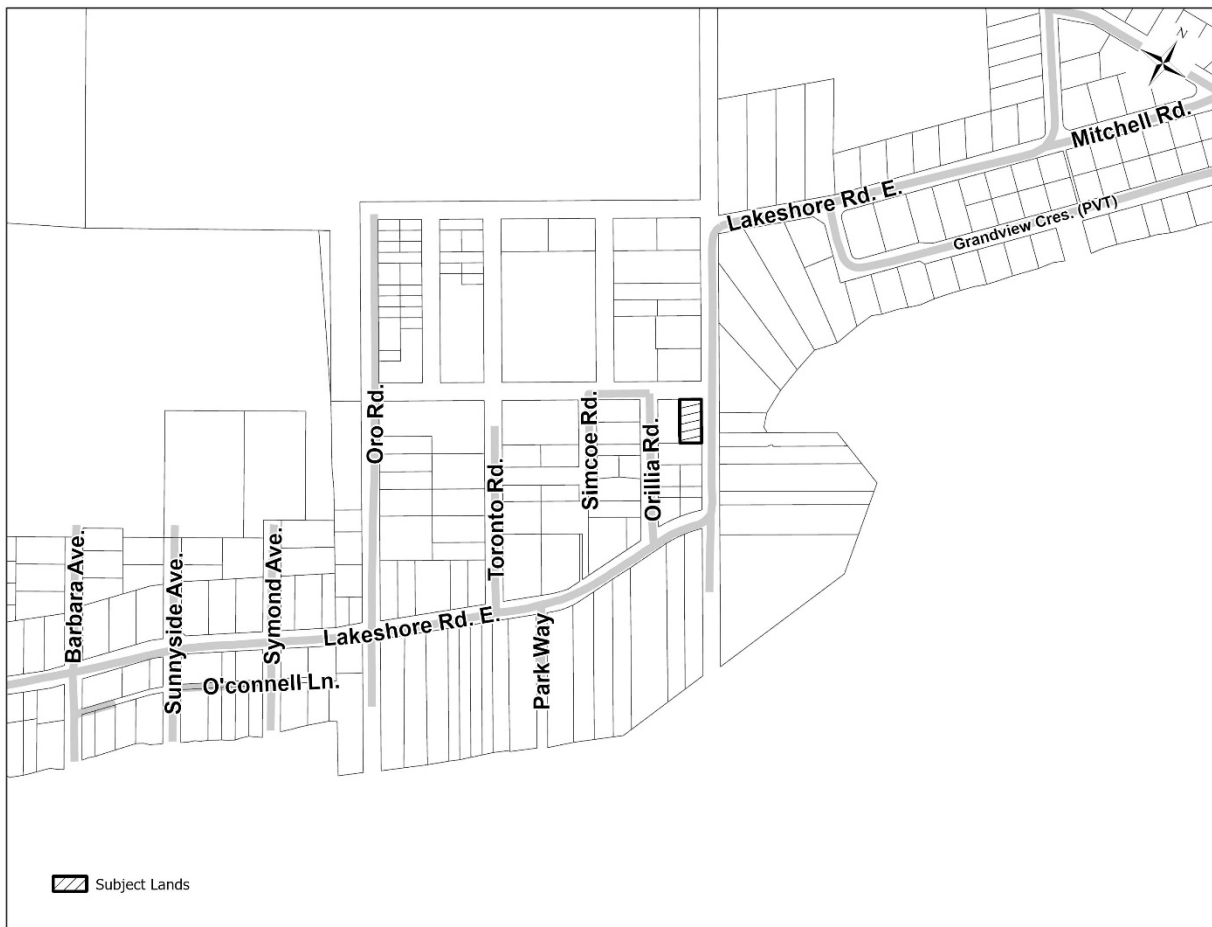 N
Mitchell Rd.
Lakeshore Rd. E.
Grandview Cres. (PVT)
Oro Rd.
Simcoe Rd.
Orillia Rd.
Toronto Rd.
Barbara Ave.
Sunnyside Ave.
Symond Ave.
Lakeshore Rd. E.
Park Way
O'connell Ln.
Subject Lands